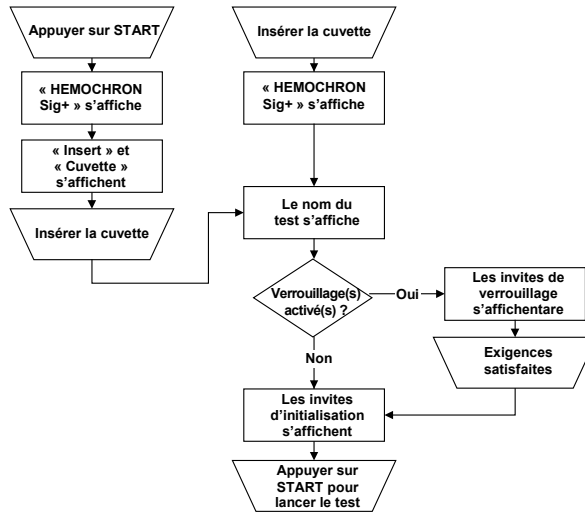 Appuyer sur START
« HEMOCHRON
Sig+ » s’affiche
« Insert » et
« Cuvette »
s’affichent
Insérer la cuvette
Insérer la cuvette
« HEMOCHRON
Sig+ » s’affiche
Le nom du
test s’affiche
Verrouillage(s)
activé(s) ?
Oui
Les invites de
verrouillage
s’affichentare
Exigences
satisfaites
Non
Les invites
d’initialisation
s’affichent
Appuyer sur
START pour
lancer le test